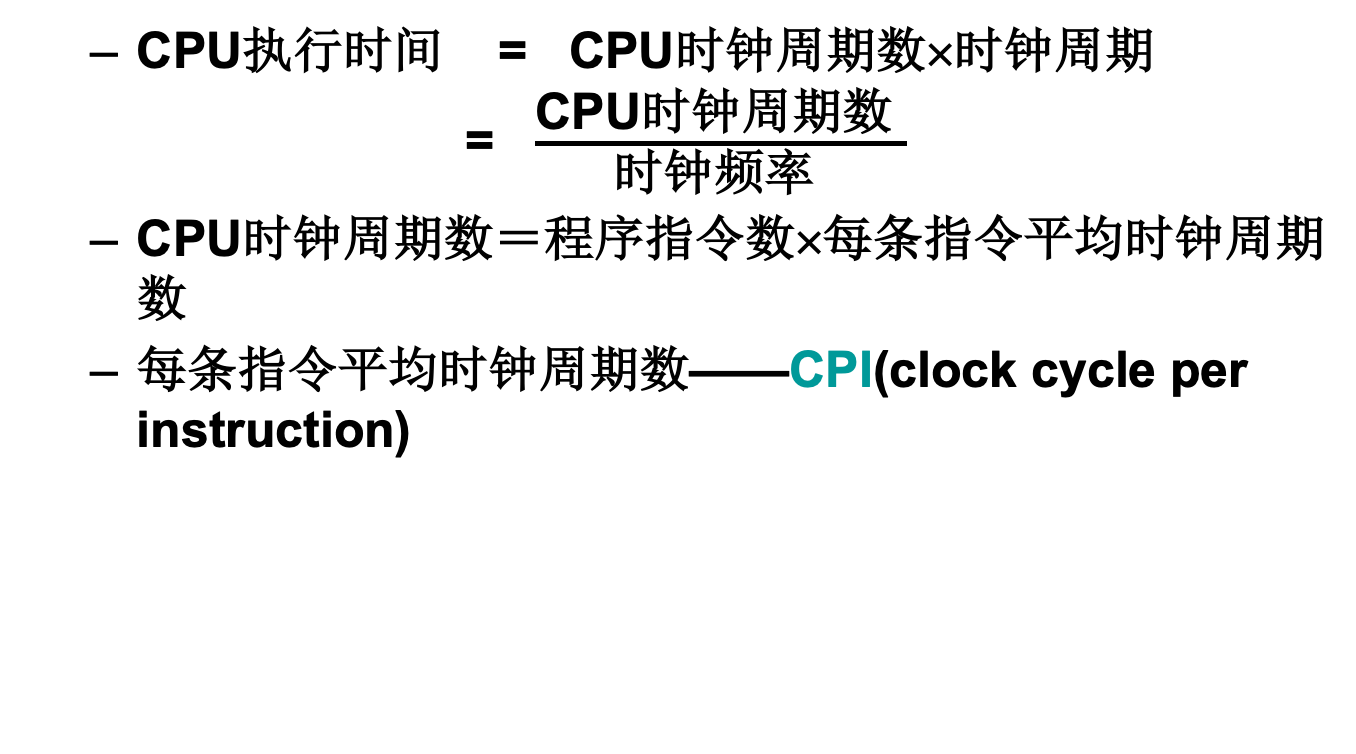 – CPU执行时间 = CPU时钟周期数×时钟周期
= CPU时钟周期数
时钟频率
– CPU时钟周期数＝程序指令数×每条指令平均时钟周期
数
– 每条指令平均时钟周期数——CPI(clock cycle per
instruction)